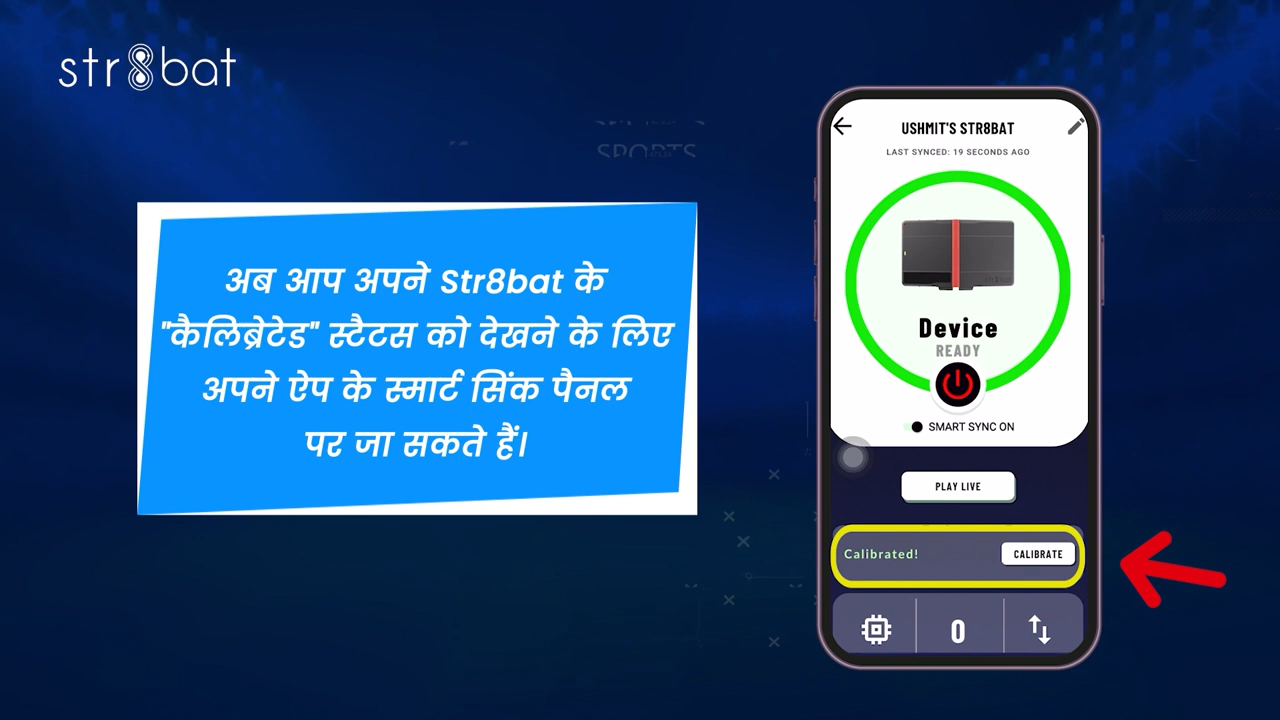 str8bat
SPORTS
अब आप अपने Str8bat के
"कैलिब्रेटेड" स्टैटस को देखने के लिए
अपने ऐप के स्मार्ट सिंक पैनल
पर जा सकते हैं।
USHMIT'S STR8BAT
LAST SYNCED: 19 SECONDS AGO
Device
READY
SMART SYNC ON
PLAY LIVE
Calibrated!
CALIBRATE
0